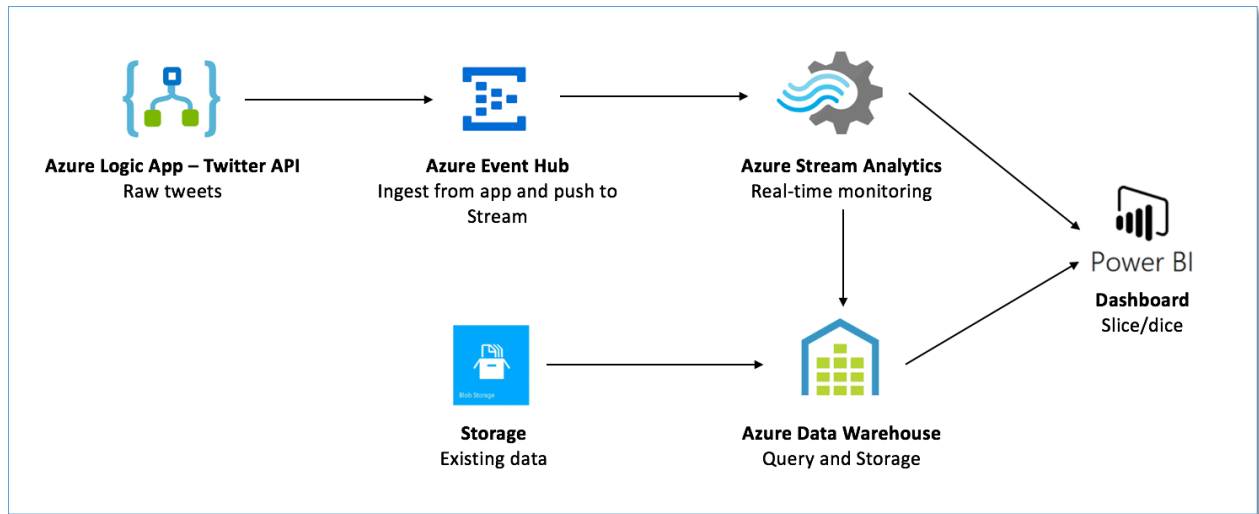 Azure Logic App – Twitter API
Raw tweets
Azure Event Hub
Ingest from app and push to
Stream
Azure Stream Analytics
Real-time monitoring
Power BI
Dashboard
Slice/dice
Blob Storage
Storage
Existing data
Azure Data Warehouse
Query and Storage